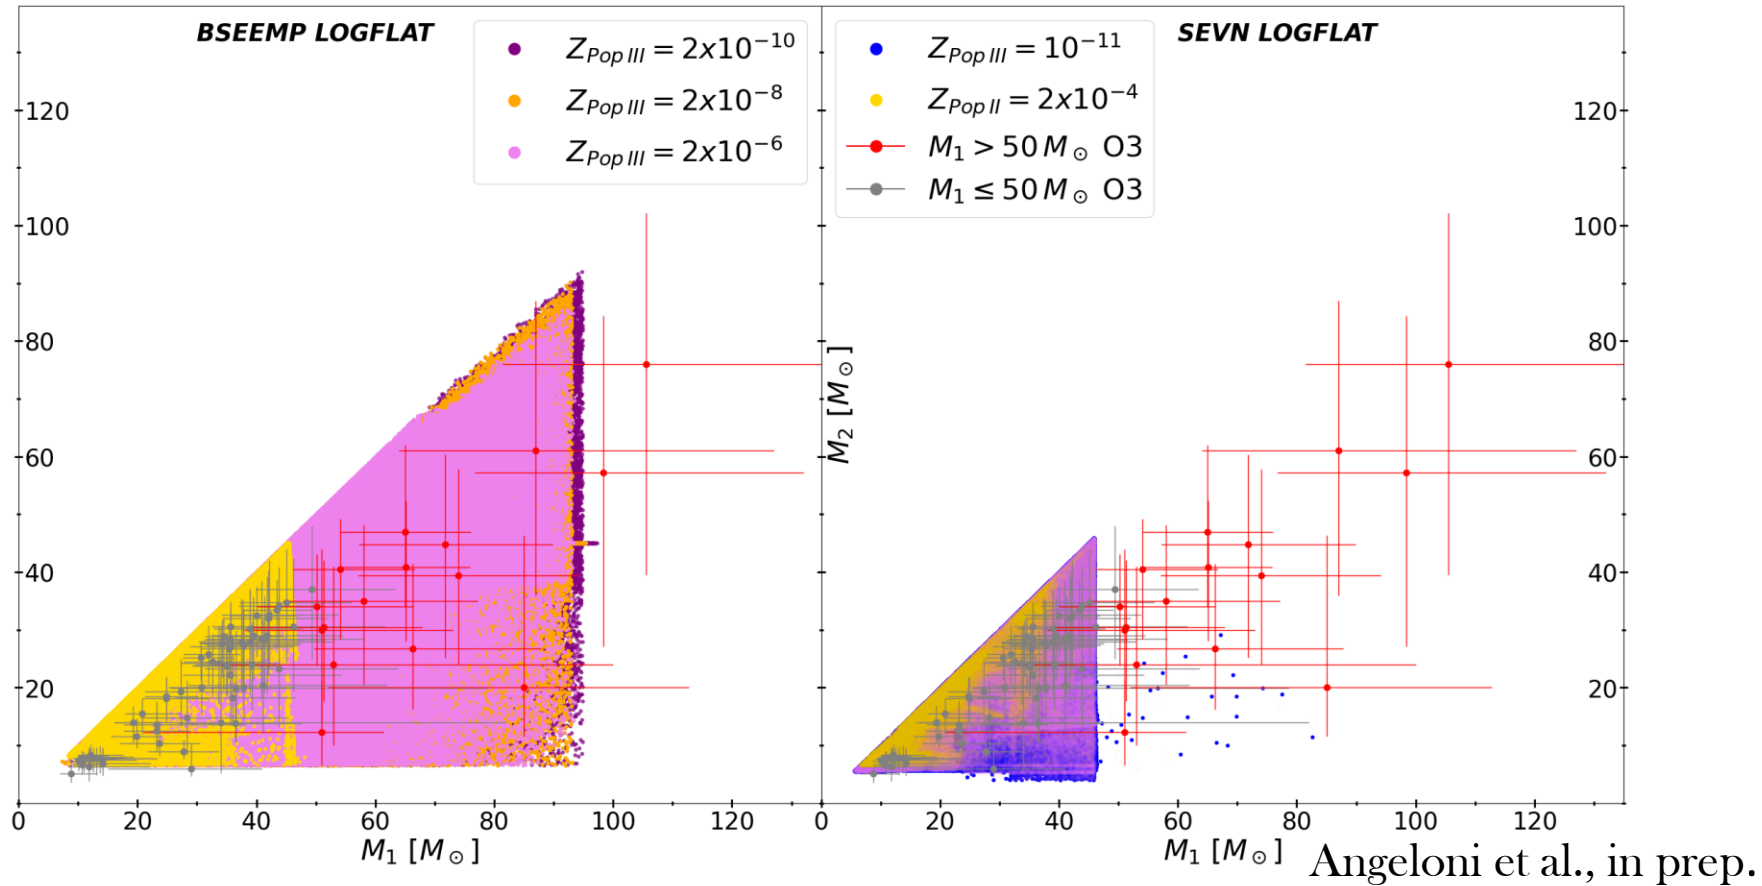 BSEEMP LOGFLAT
Z_{Pop III} = 2x10^{-10}
Z_{Pop III} = 2x10^{-8}
Z_{Pop III} = 2x10^{-6}
120
100
80
60
40
20
0 20 40 60 80 100 120
M_1 [M_⊙]
M_2 [M_⊙]
SEVN LOGFLAT
Z_{Pop III} = 10^{-11}
Z_{Pop II} = 2x10^{-4}
M_1 > 50 M_⊙ O3
M_1 ≤ 50 M_⊙ O3
120
100
80
60
40
20
0 20 40 60 80 100 120
M_1 [M_⊙]
Angeloni et al., in prep.